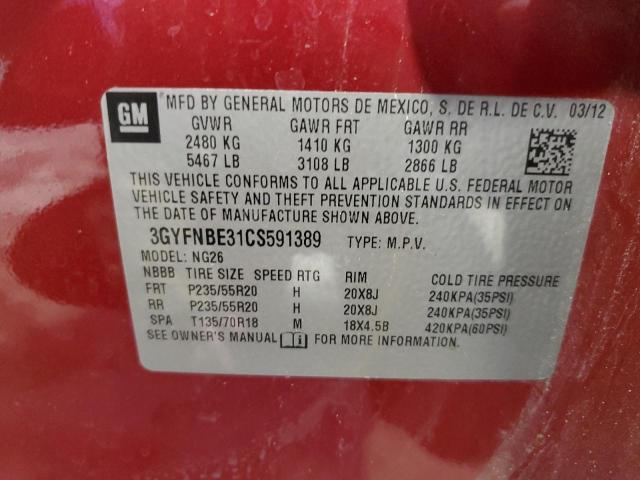 GM MFD BY GENERAL MOTORS DE MEXICO, S. DE R.L. DE C.V. 03/12
GVWR GAWR FRT GAWR RR
2480 KG 1410 KG 1300 KG
5467 LB 3108 LB 2866 LB
THIS VEHICLE CONFORMS TO ALL APPLICABLE U.S. FEDERAL MOTOR
VEHICLE SAFETY AND THEFT PREVENTION STANDARDS IN EFFECT ON
THE DATE OF MANUFACTURE SHOWN ABOVE.
3GYFNBE31CS591389 TYPE: M.P.V.
MODEL: NG26
NBBB TIRE SIZE SPEED RTG RIM COLD TIRE PRESSURE
FRT P235/55R20 H 20X8J 240KPA(35PSI)
RR P235/55R20 H 20X8J 240KPA(35PSI)
SPA T135/70R18 M 18X4.5B 420KPA(60PSI)
SEE OWNER'S MANUAL FOR MORE INFORMATION.